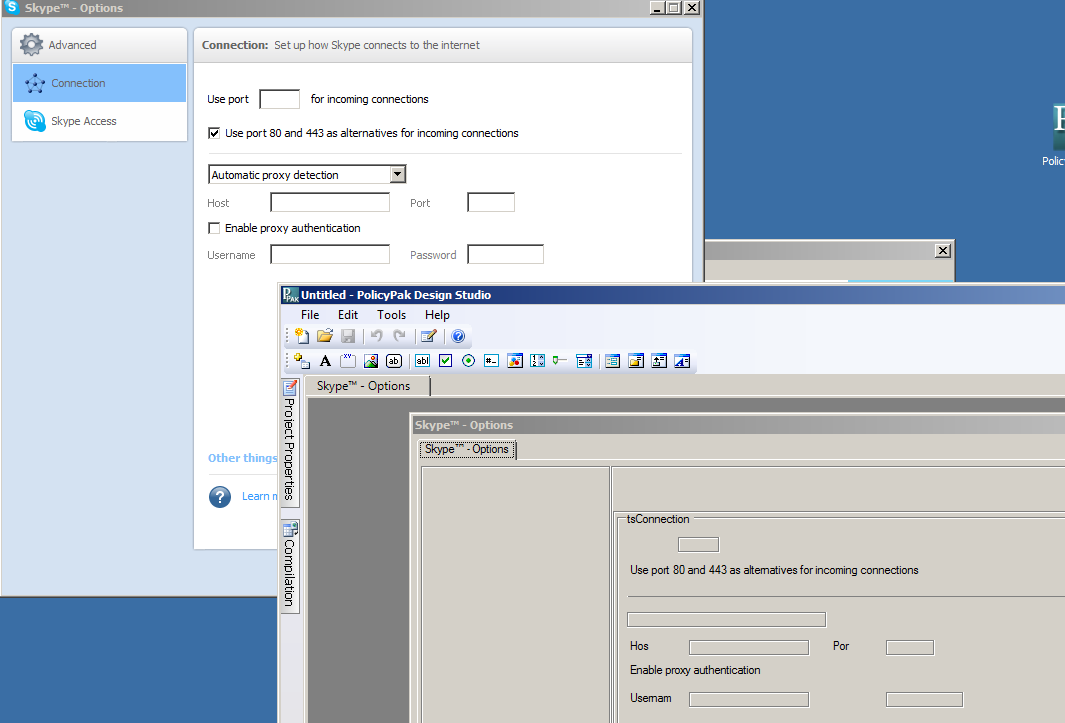 Skype™ - Options
Advanced
Connection
Skype Access
Connection: Set up how Skype connects to the internet
Use port for incoming connections
Use port 80 and 443 as alternatives for incoming connections
Automatic proxy detection
Host Port
Enable proxy authentication
Username Password
Other things
Learn
Polic
Untitled - PolicyPak Design Studio
File Edit Tools Help
Skype™ - Options
Project Properties
Compilation
Skype™ - Options
Skype™ - Options
tsConnection
Use port 80 and 443 as alternatives for incoming connections
Hos Por
Enable proxy authentication
Usernam